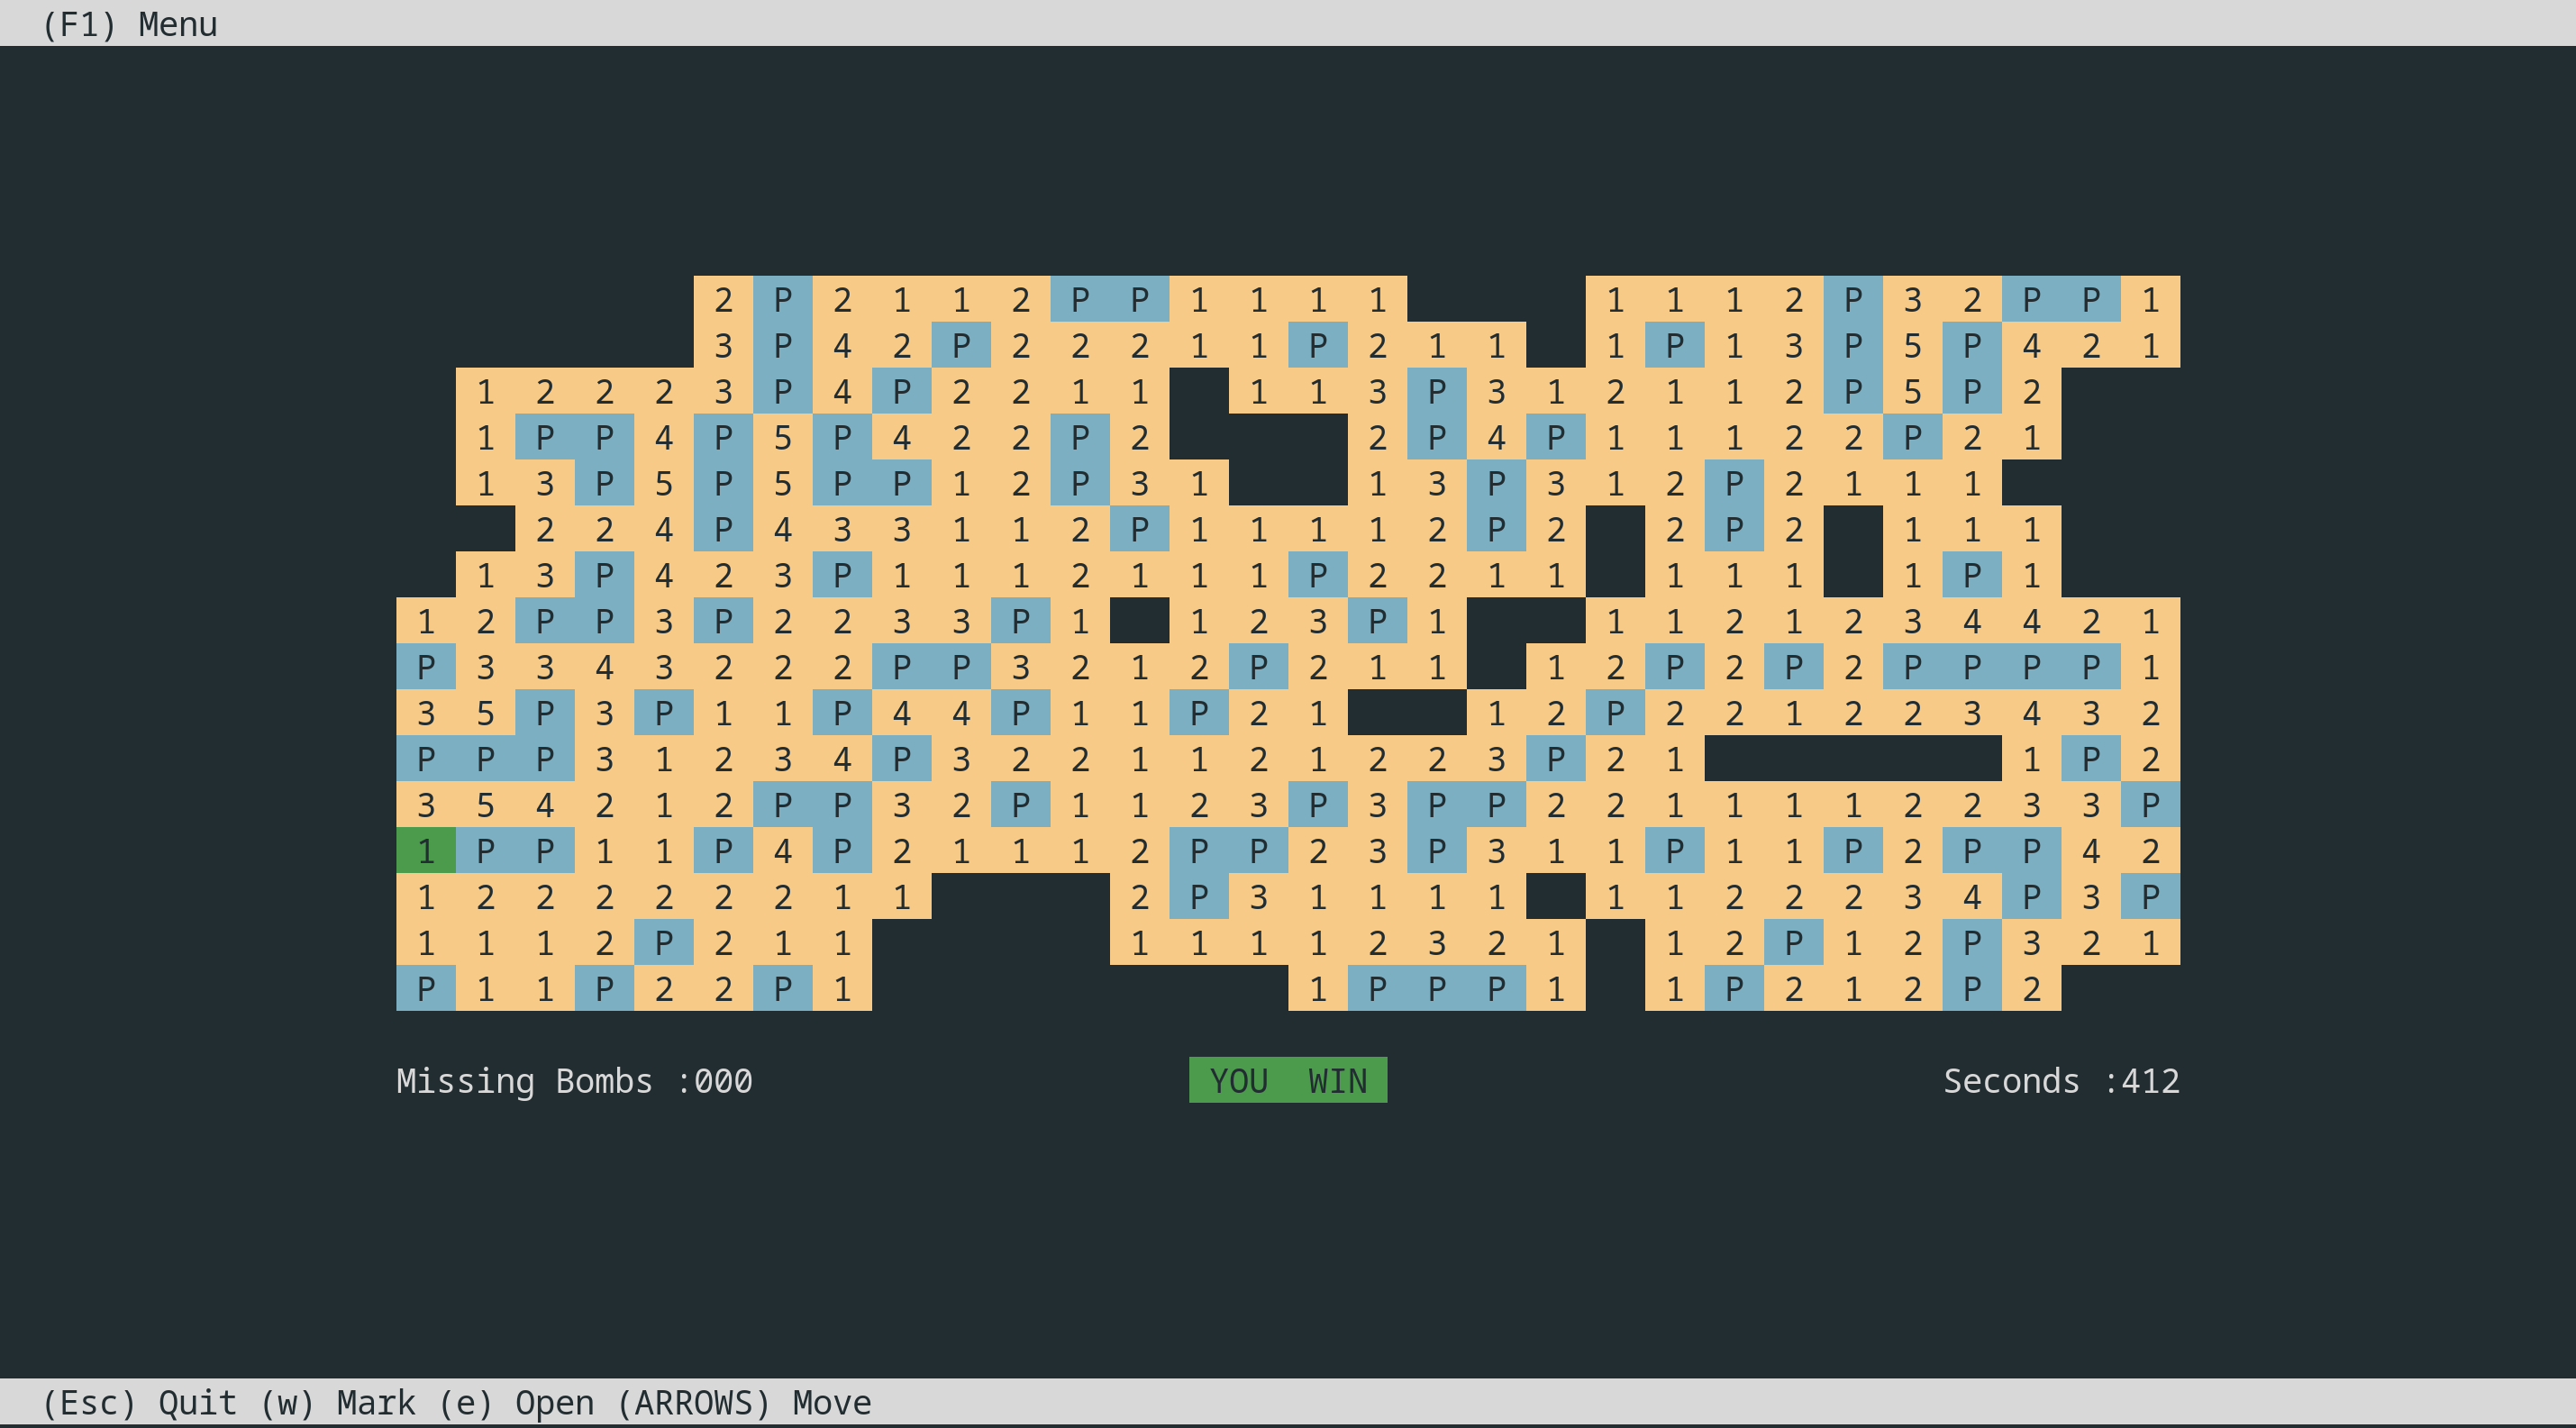 (F1) Menu
2 P 2 1 1 2 P P 1 1 1 1 1 1 1 2 P 3 2 P P 1
3 P 4 2 P 2 2 2 1 1 P 2 1 1 1 P 1 3 P 5 P 4 2 1
1 2 2 2 3 P 4 P 2 2 1 1 1 1 3 P 3 1 2 1 1 2 P 5 P 2
1 P P 4 P 5 P 4 2 2 P 2 2 P 4 P 1 1 1 2 2 P 2 1
1 3 P 5 P 5 P P 1 2 P 3 1 1 3 P 3 1 2 P 2 1 1 1
2 2 4 P 4 3 3 1 1 2 P 1 1 1 1 2 P 2 2 P 2 1 1 1
1 3 P 4 2 3 P 1 1 1 2 1 1 1 P 2 2 1 1 1 1 1 1 P 1
1 2 P P 3 P 2 2 3 3 P 1 1 2 3 P 1 1 1 2 1 2 3 4 4 2 1
P 3 3 4 3 2 2 2 P P 3 2 1 2 P 2 1 1 1 2 P 2 P 2 P P P P 1
3 5 P 3 P 1 1 P 4 4 P 1 1 P 2 1 1 2 P 2 2 1 2 2 3 4 3 2
P P P 3 1 2 3 4 P 3 2 2 1 1 2 1 2 2 3 P 2 1 1 P 2
3 5 4 2 1 2 P P 3 2 P 1 1 2 3 P 3 P P 2 2 1 1 1 1 2 2 3 3 P
1 P P 1 1 P 4 P 2 1 1 1 2 P P 2 3 P 3 1 1 P 1 1 P 2 P P 4 2
1 2 2 2 2 2 2 1 1 2 P 3 1 1 1 1 1 1 2 2 2 3 4 P 3 P
1 1 1 2 P 2 1 1 1 1 1 1 2 3 2 1 1 2 P 1 2 P 3 2 1
P 1 1 P 2 2 P 1 1 P P P 1 1 P 2 1 2 P 2
Missing Bombs :000 YOU WIN Seconds :412
(Esc) Quit (w) Mark (e) Open (ARROWS) Move